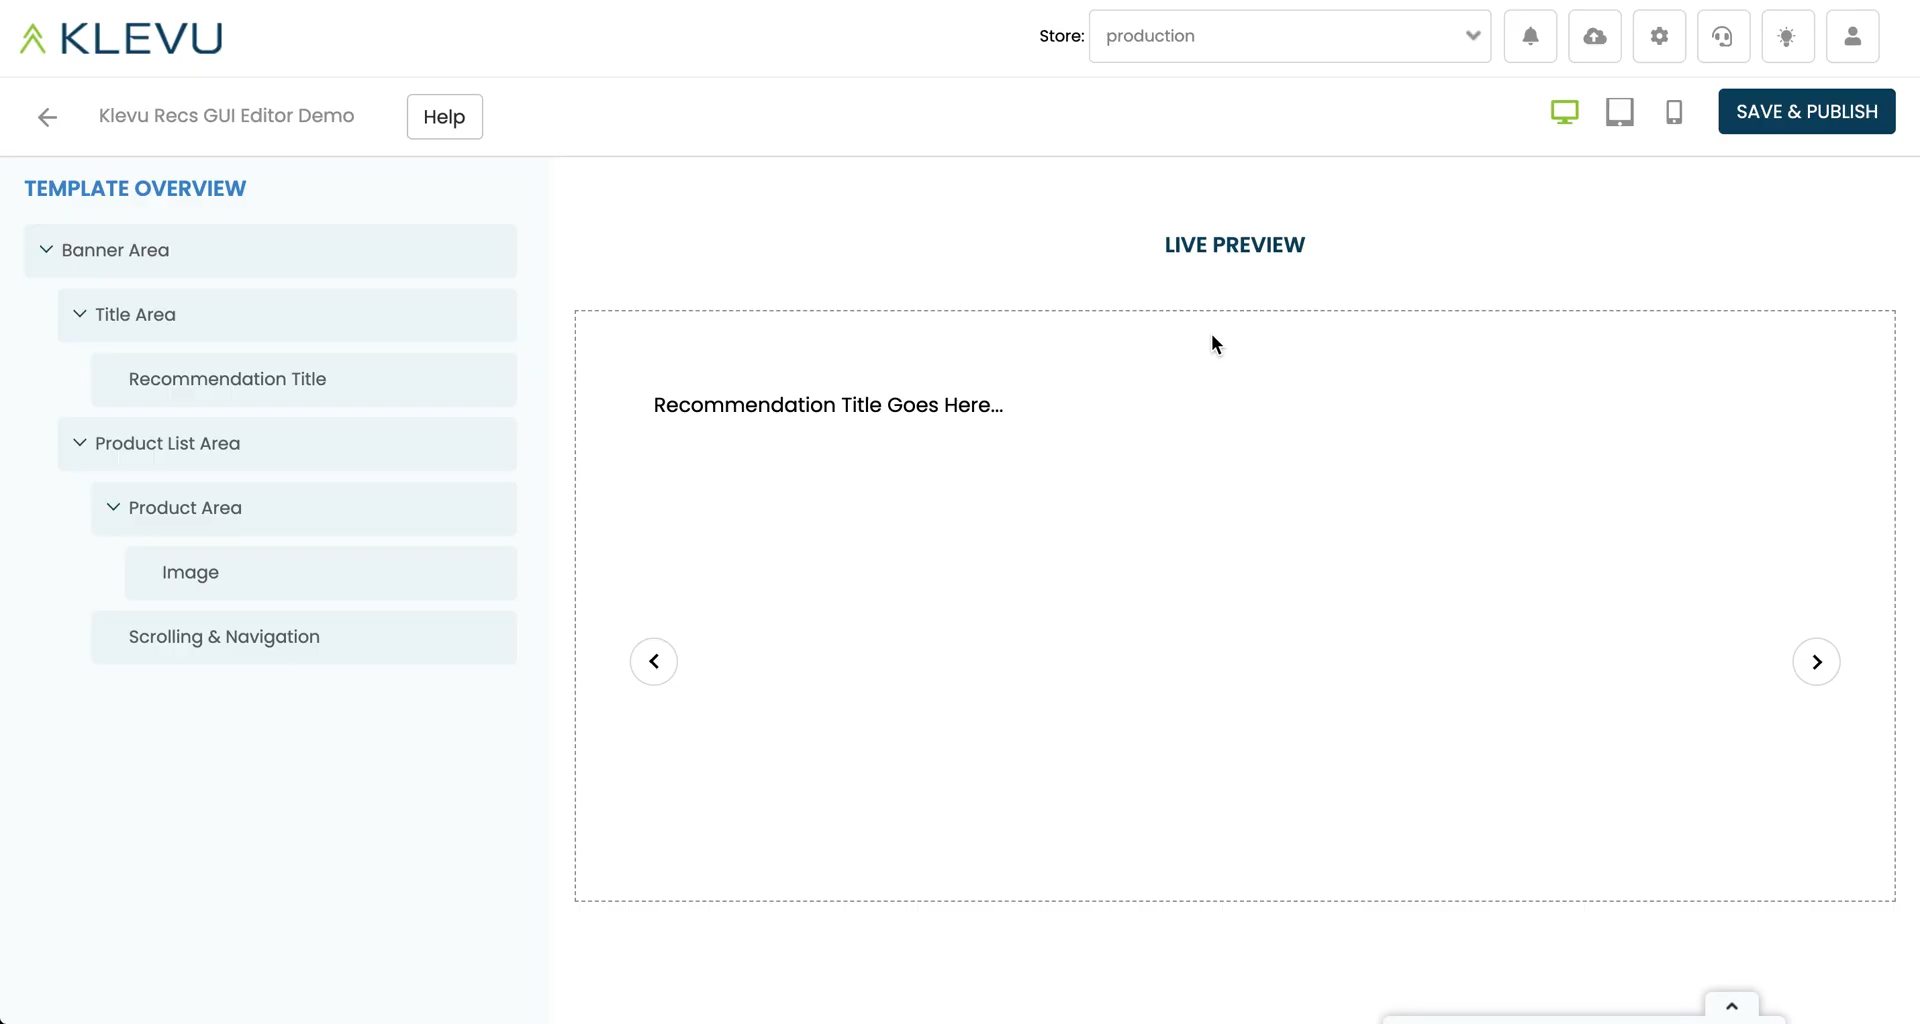 KLEVU
Store: production
Klevu Recs GUI Editor Demo
Help
SAVE & PUBLISH
TEMPLATE OVERVIEW
Banner Area
Title Area
Recommendation Title
Product List Area
Product Area
Image
Scrolling & Navigation
LIVE PREVIEW
Recommendation Title Goes Here...